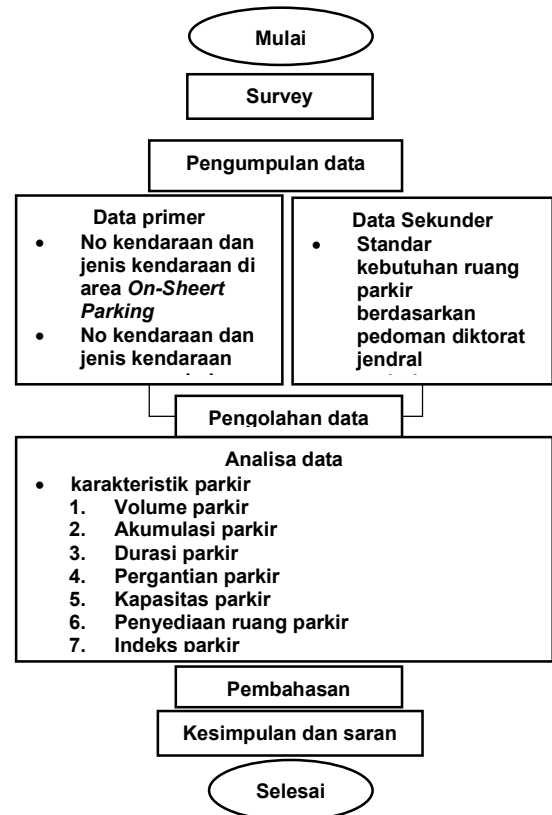 Mulai
Survey
Pengumpulan data
Data primer
• No kendaraan dan
jenis kendaraan di
area On-Sheert
Parking
• No kendaraan dan
jenis kendaraan
Data Sekunder
• Standar
kebutuhan ruang
parkir
berdasarkan
pedoman diktorat
jendral
Pengolahan data
Analisa data
• karakteristik parkir
1. Volume parkir
2. Akumulasi parkir
3. Durasi parkir
4. Pergantian parkir
5. Kapasitas parkir
6. Penyediaan ruang parkir
7. Indeks parkir
Pembahasan
Kesimpulan dan saran
Selesai